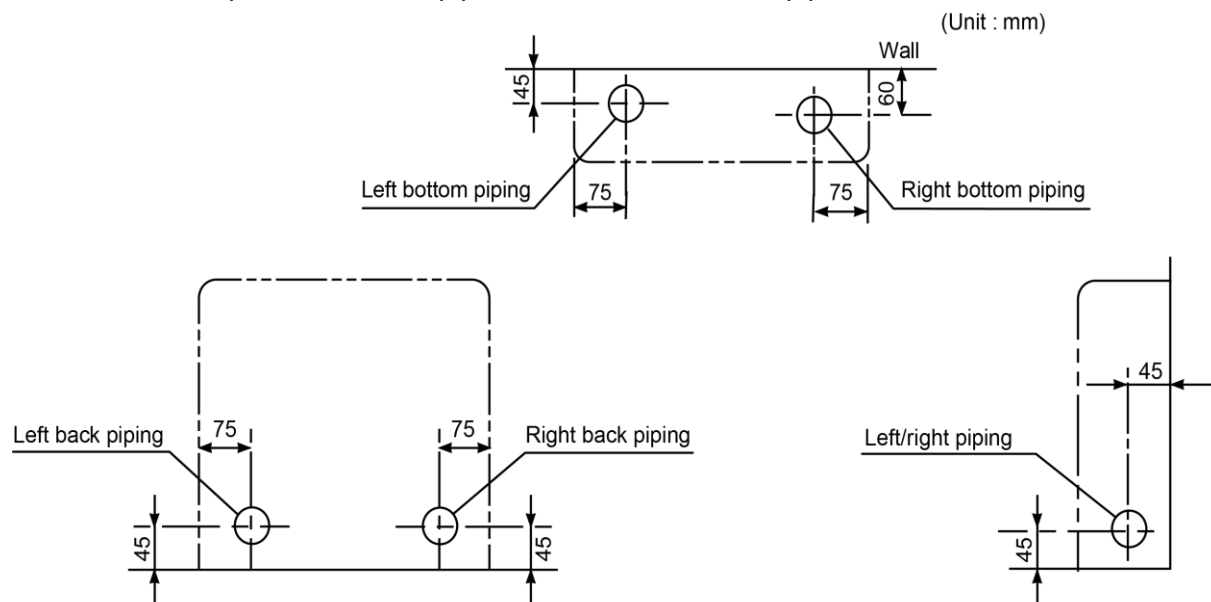 (Unit : mm)
Wall
45
60
Left bottom piping
75
75
Right bottom piping
Left back piping
75
75
Right back piping
45
45
45
Left/right piping
45